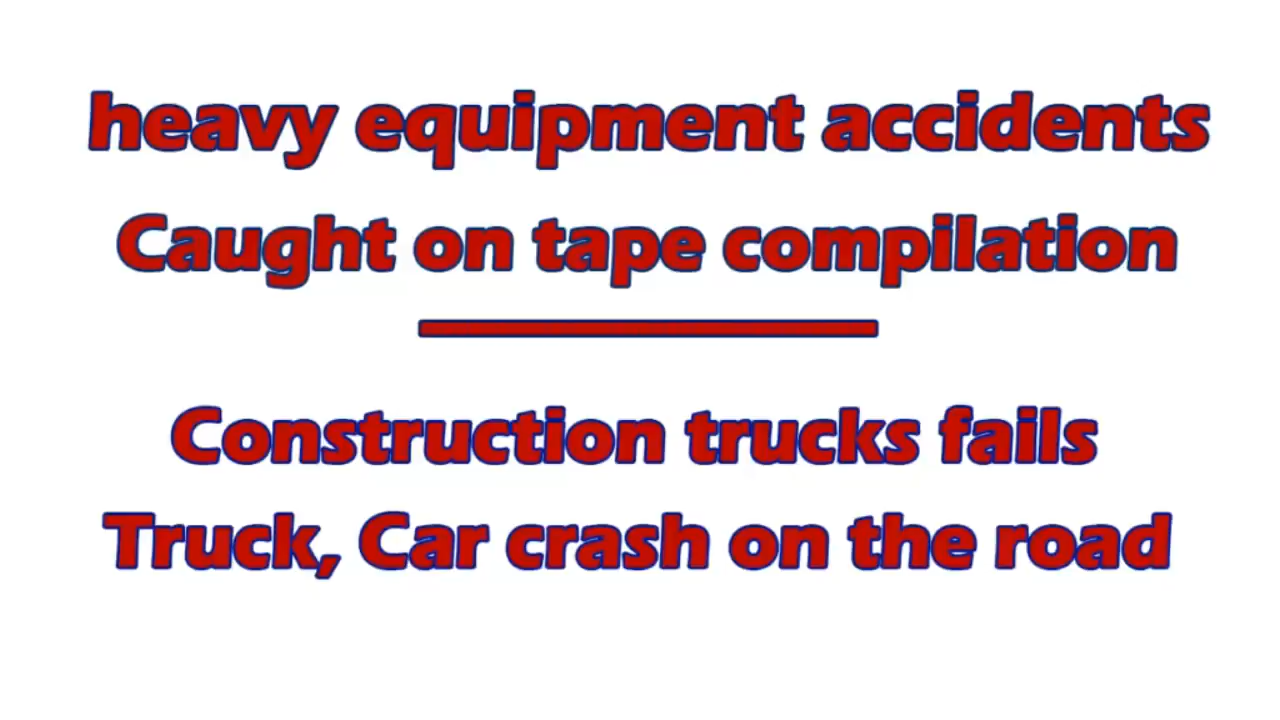 heavy equipment accidents
Caught on tape compilation
Construction trucks fails
Truck, Car crash on the road